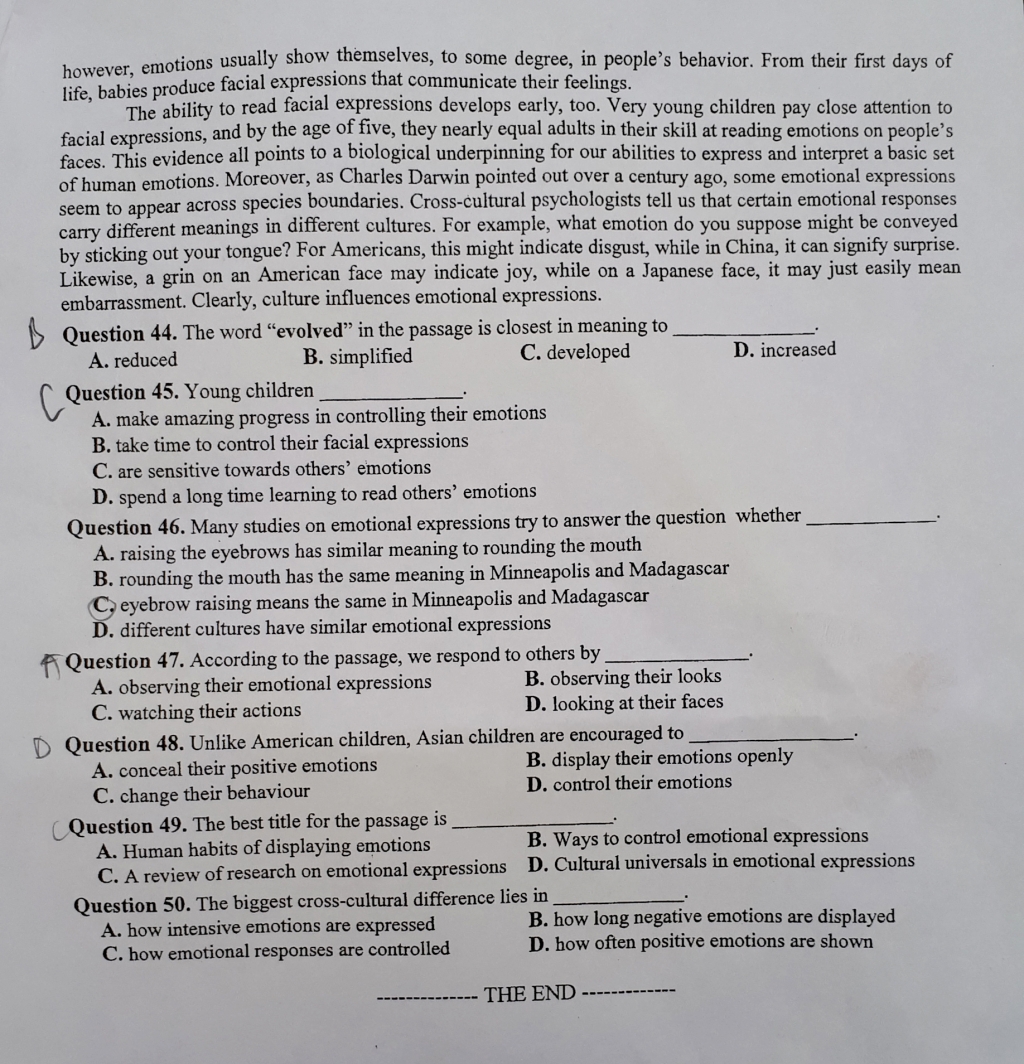 however, emotions usually show themselves, to some degree, in people's behavior. From their first days of
life, babies produce facial expressions that communicate their feelings.
The ability to read facial expressions develops early, too. Very young children pay close attention to
facial expressions, and by the age of five, they nearly equal adults in their skill at reading emotions on people's
faces. This evidence all points to a biological underpinning for our abilities to express and interpret a basic set
of human emotions. Moreover, as Charles Darwin pointed out over a century ago, some emotional expressions
seem to appear across species boundaries. Cross-cultural psychologists tell us that certain emotional responses
carry different meanings in different cultures. For example, what emotion do you suppose might be conveyed
by sticking out your tongue? For Americans, this might indicate disgust, while in China, it can signify surprise.
Likewise, a grin on an American face may indicate joy, while on a Japanese face, it may just easily mean
embarrassment. Clearly, culture influences emotional expressions.
Question 44. The word "evolved" in the passage is closest in meaning to _____________.
A. reduced B. simplified C. developed D. increased
C Question 45. Young children _____________.
A. make amazing progress in controlling their emotions
B. take time to control their facial expressions
C. are sensitive towards others' emotions
D. spend a long time learning to read others' emotions
Question 46. Many studies on emotional expressions try to answer the question whether _____________.
A. raising the eyebrows has similar meaning to rounding the mouth
B. rounding the mouth has the same meaning in Minneapolis and Madagascar
C. eyebrow raising means the same in Minneapolis and Madagascar
D. different cultures have similar emotional expressions
A Question 47. According to the passage, we respond to others by _____________.
A. observing their emotional expressions B. observing their looks
C. watching their actions D. looking at their faces
D Question 48. Unlike American children, Asian children are encouraged to _____________.
A. conceal their positive emotions B. display their emotions openly
C. change their behaviour D. control their emotions
C Question 49. The best title for the passage is _____________.
A. Human habits of displaying emotions B. Ways to control emotional expressions
C. A review of research on emotional expressions D. Cultural universals in emotional expressions
Question 50. The biggest cross-cultural difference lies in _____________.
A. how intensive emotions are expressed B. how long negative emotions are displayed
C. how emotional responses are controlled D. how often positive emotions are shown
-------------- THE END -------------